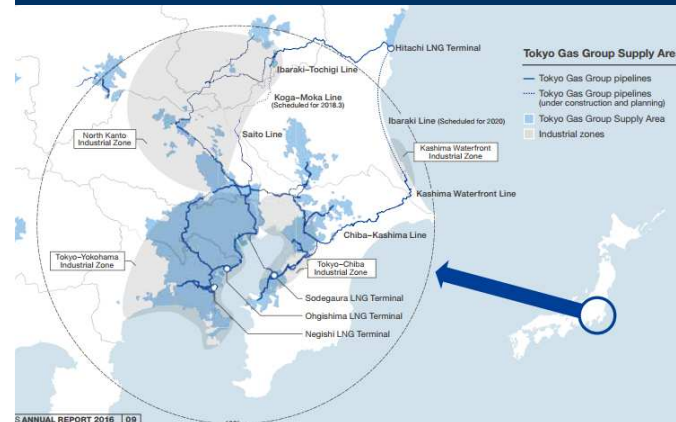 Hitachi LNG Terminal
Ibaraki–Tochigi Line
Koga–Moka Line
(Scheduled for 2018.3)
Ibaraki Line (Scheduled for 2020)
North Kanto
Industrial Zone
Saito Line
Kashima Waterfront
Industrial Zone
Kashima Waterfront Line
Chiba–Kashima Line
Tokyo–Yokohama
Industrial Zone
Tokyo–Chiba
Industrial Zone
Sodegaura LNG Terminal
Ohgishima LNG Terminal
Negishi LNG Terminal
Tokyo Gas Group Supply Are
Tokyo Gas Group pipelines
Tokyo Gas Group pipelines
(under construction and planning)
Tokyo Gas Group Supply Area
Industrial zones
S ANNUAL REPORT 2016 | 09